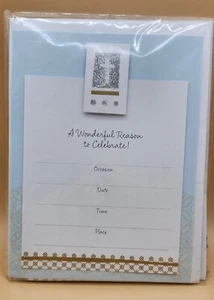 A Wonderful Reason
to Celebrate!
Occasion
Date
Time
Place